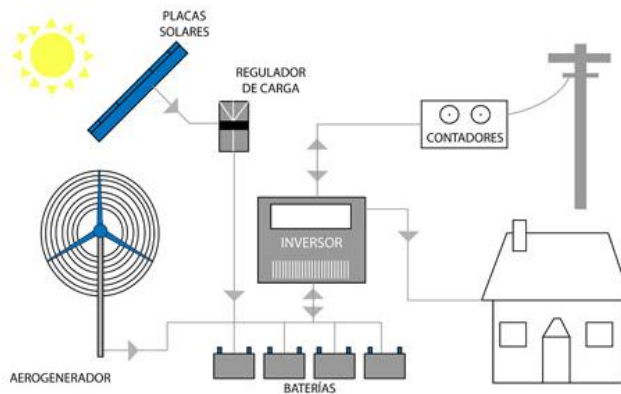 PLACAS
SOLARES
REGULADOR
DE CARGA
CONTADORES
INVERSOR
AEROGENERADOR
BATERÍAS